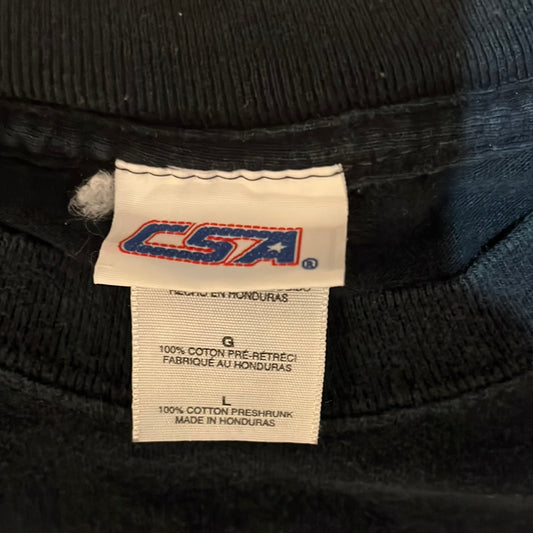 CSA®
HECHO EN HONDURAS
G
100% COTON PRÉ-RÉTRÉCI
FABRIQUÉ AU HONDURAS
L
100% COTTON PRESHRUNK
MADE IN HONDURAS